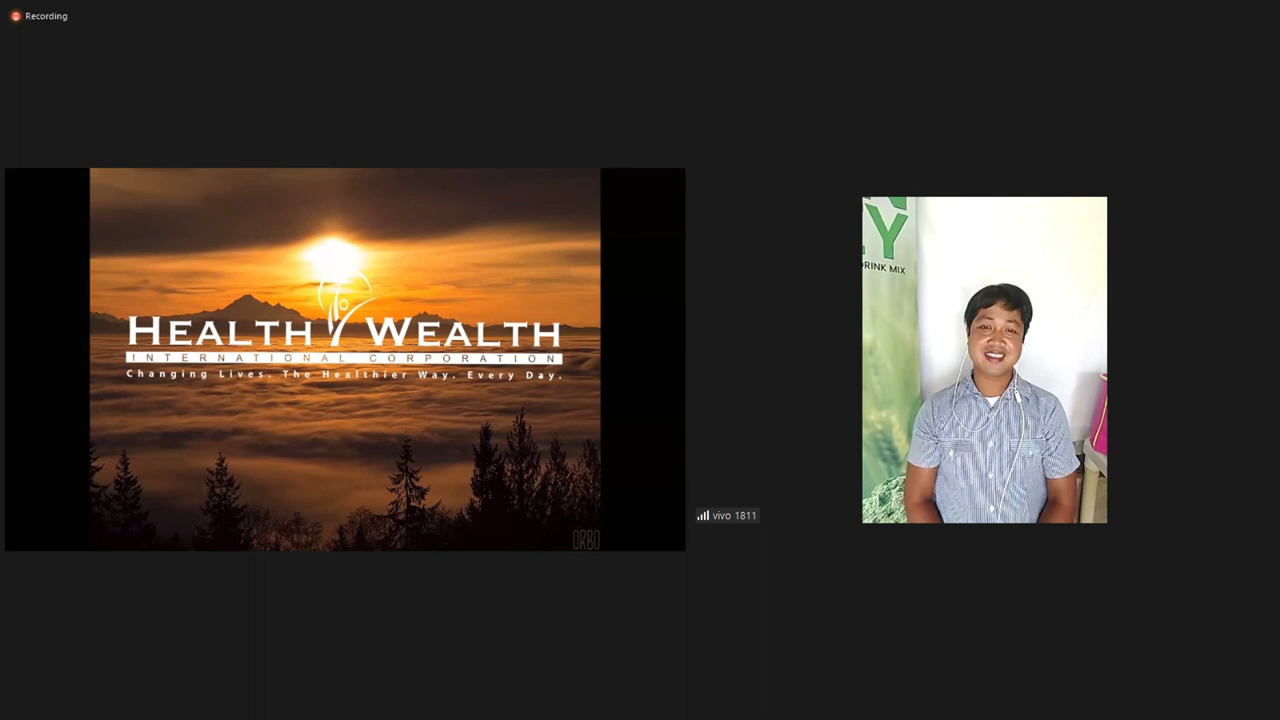 Recording
HEALTH WEALTH
INTERNATIONAL CORPORATION
Changing Lives. The Healthier Way. Every Day.
ORBO
vivo 1811
Y
DRINK MIX